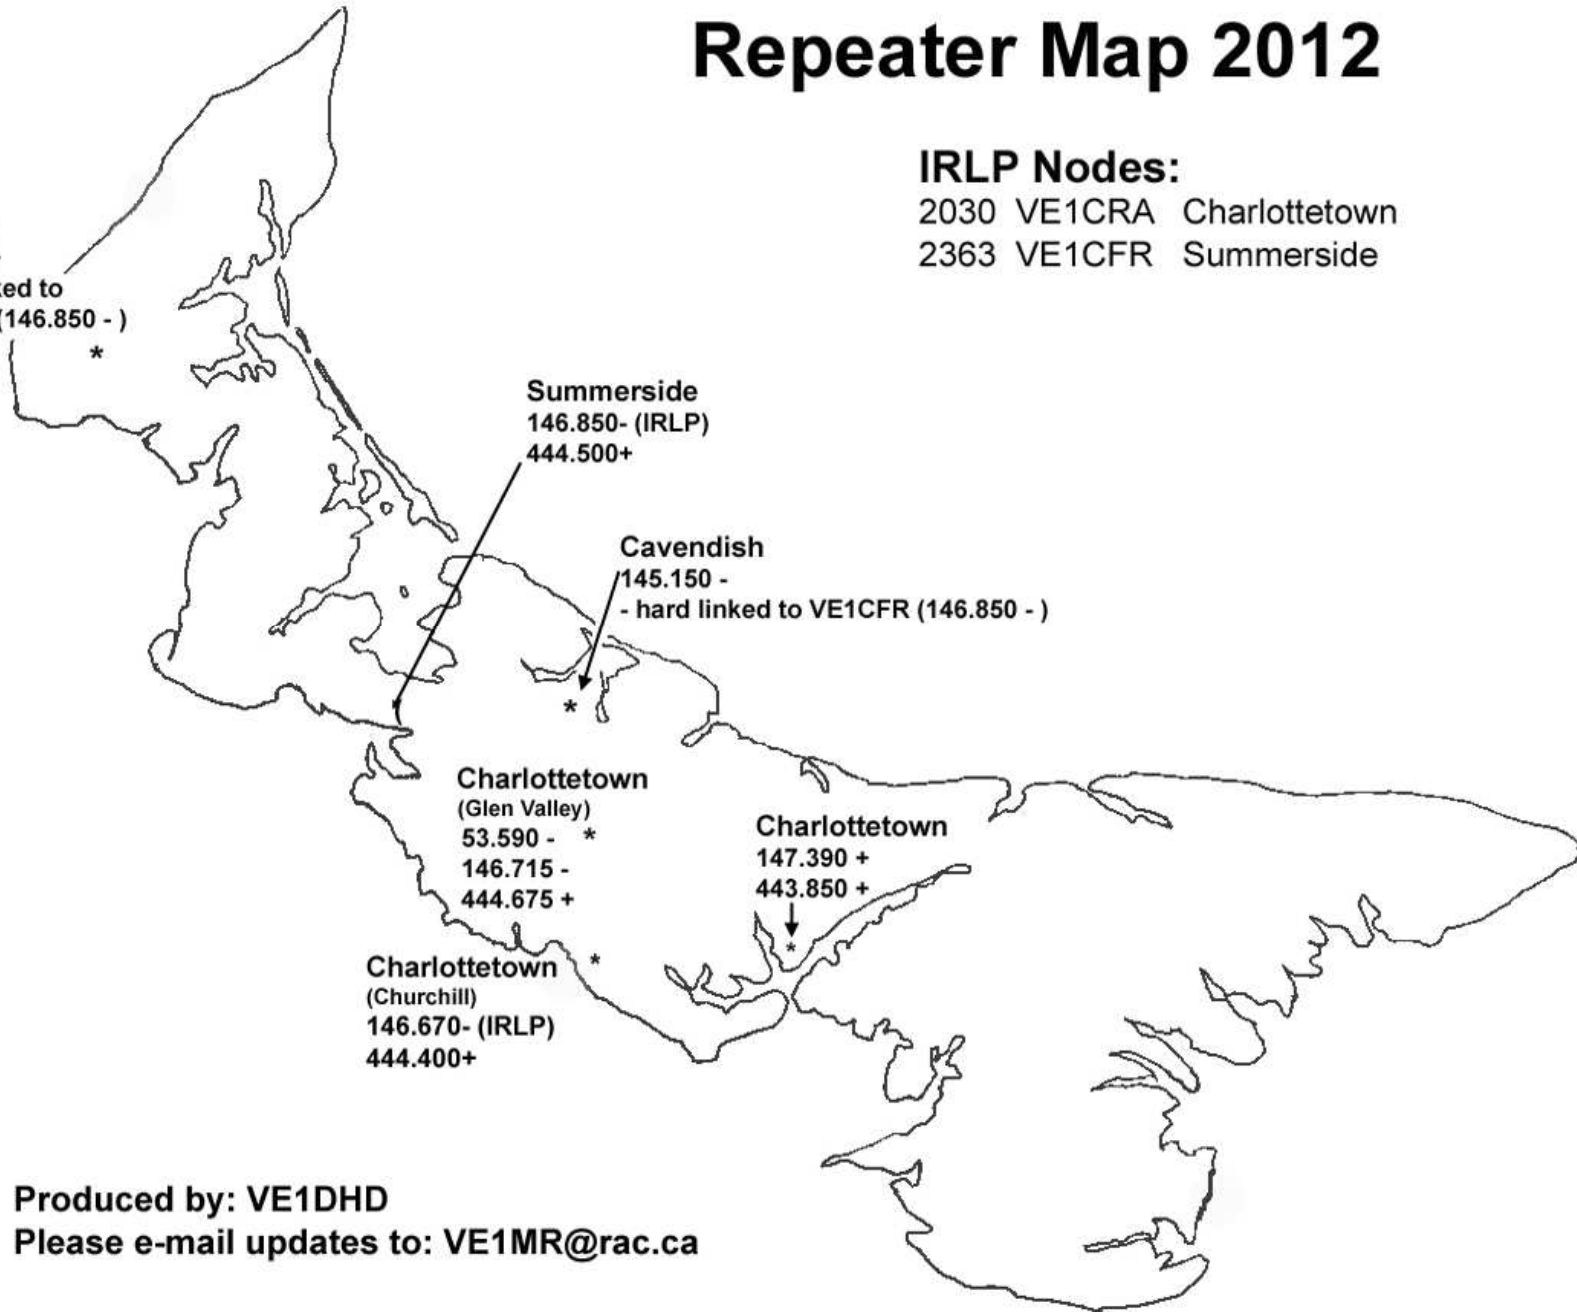 Repeater Map 2012
IRLP Nodes:
2030 VE1CRA Charlottetown
2363 VE1CFR Summerside
to
(146.850 - )
*
Summerside
146.850- (IRLP)
444.500+
Cavendish
145.150 -
- hard linked to VE1CFR (146.850 - )
*
Charlottetown
(Glen Valley)
53.590 - *
146.715 -
444.675 +
Charlottetown
147.390 +
443.850 +
*
Charlottetown *
(Churchill)
146.670- (IRLP)
444.400+
Produced by: VE1DHD
Please e-mail updates to: VE1MR@rac.ca